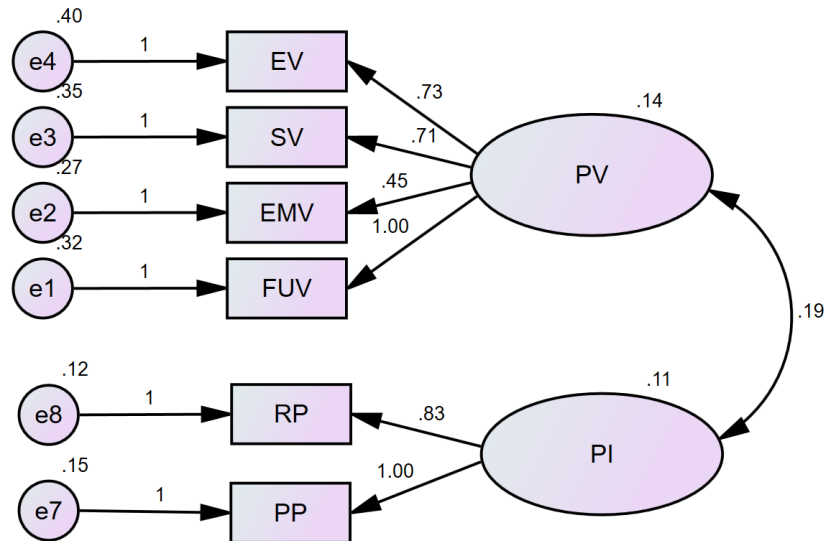 .40
e4
1
EV
.73
.14
.35
e3
1
SV
.71
PV
.27
e2
1
EMV
.45
.32
e1
1
FUV
1.00
.19
.12
e8
1
RP
.83
.11
PI
.15
e7
1
PP
1.00